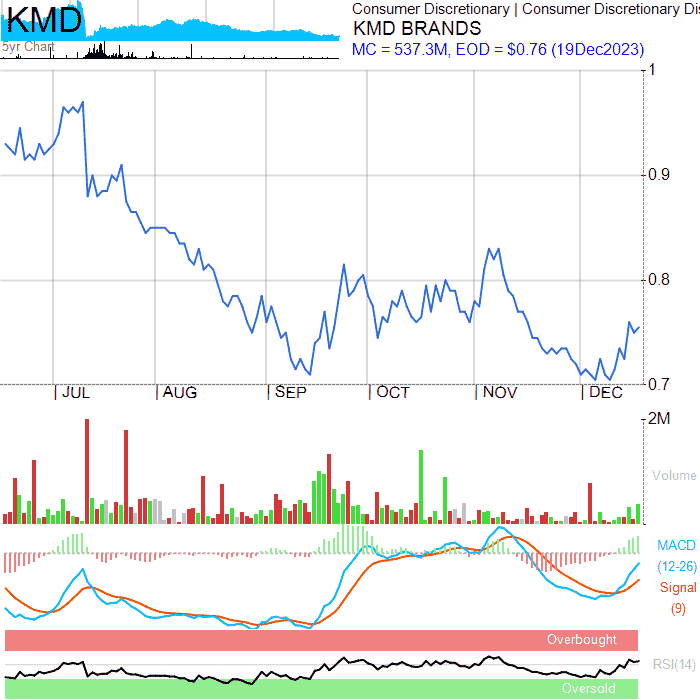 KMD
5yr Chart
Consumer Discretionary | Consumer Discretionary Dis
KMD BRANDS
MC = 537.3M, EOD = $0.76 (19Dec2023)
1
0.9
0.8
0.7
JUL AUG SEP OCT NOV DEC
2M
Volume
MACD
(12-26)
Signal
(9)
Overbought
RSI(14)
Oversold